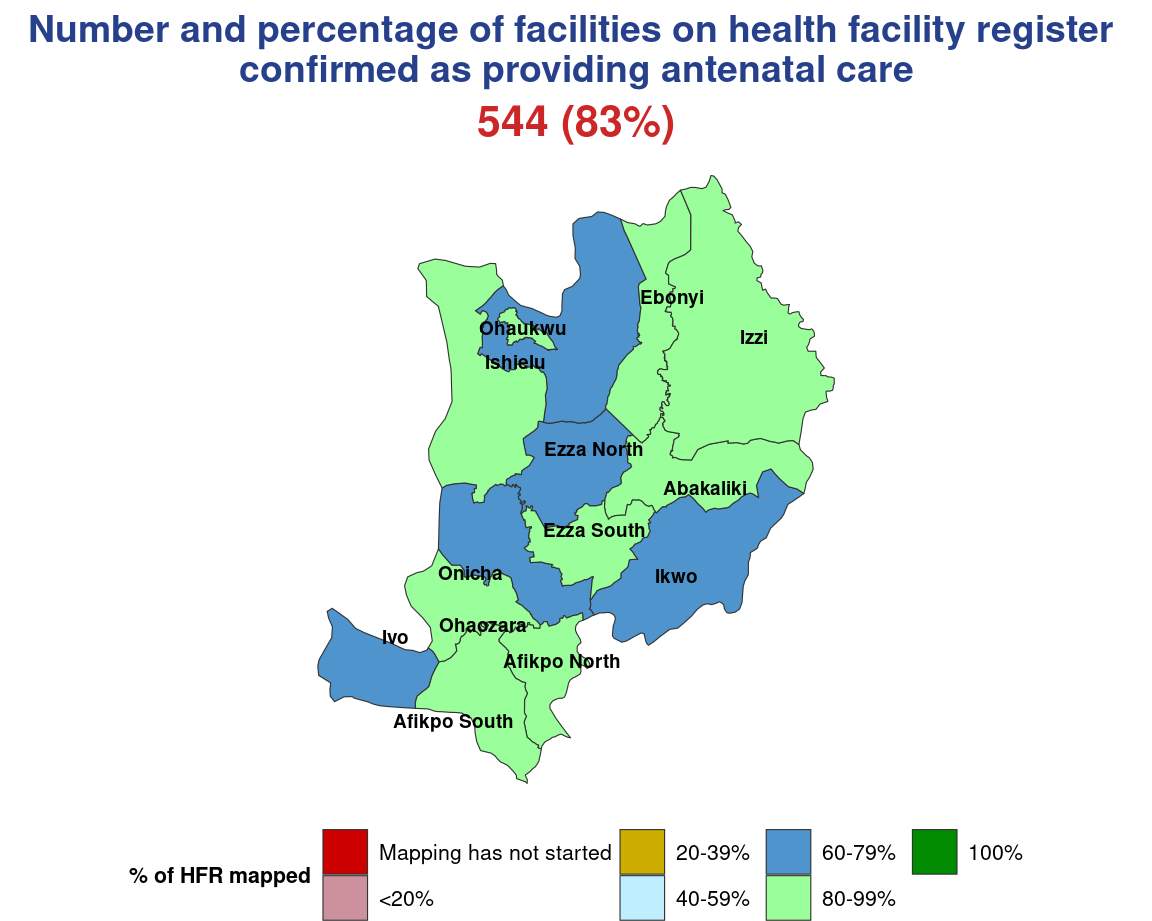 Number and percentage of facilities on health facility register
confirmed as providing antenatal care
544 (83%)
Ebonyi
Izzi
Ohaukwu
Ishielu
Ezza North
Abakaliki
Ezza South
Onicha
Ikwo
Ohaozara
Ivo
Afikpo North
Afikpo South
% of HFR mapped
Mapping has not started
<20%
20-39%
40-59%
60-79%
80-99%
100%